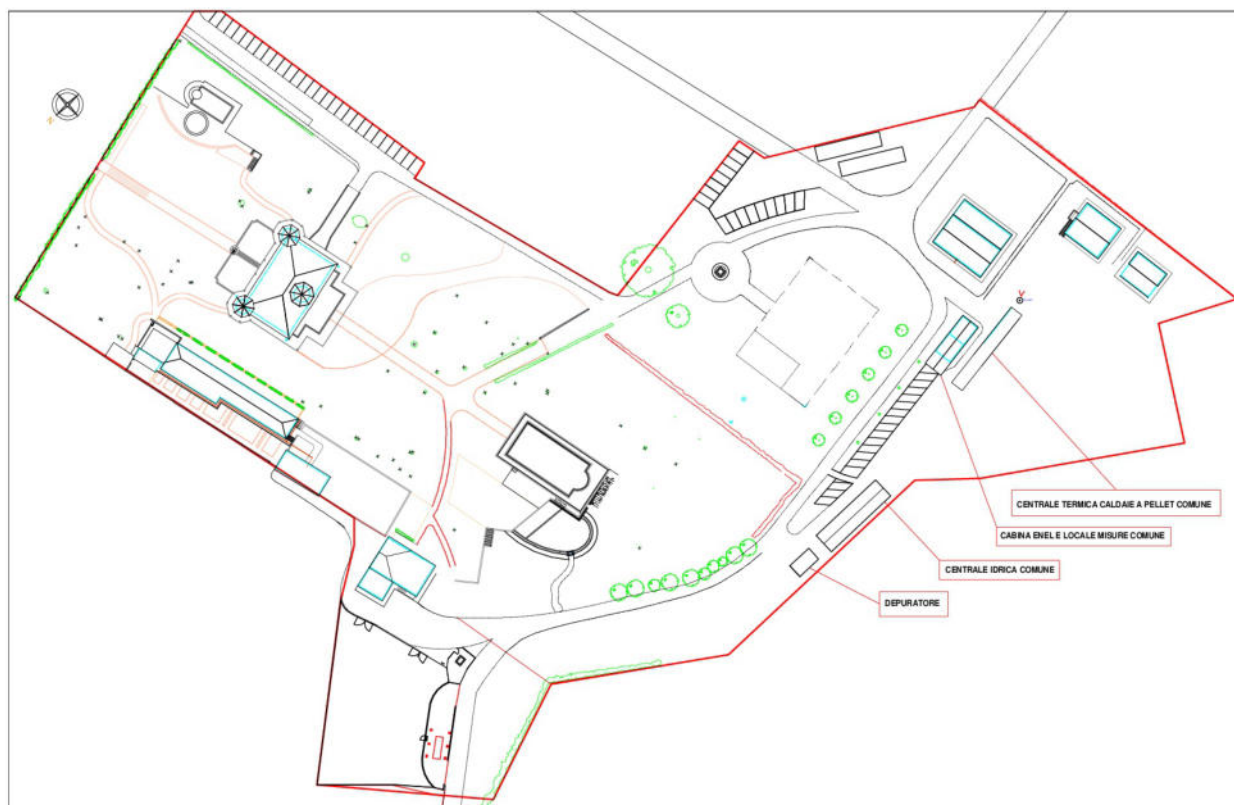 CENTRALE TERMICA CALDAIE A PELLET COMUNE
CABINA ENEL E LOCALE MISURE COMUNE
CENTRALE IDRICA COMUNE
DEPURATORE